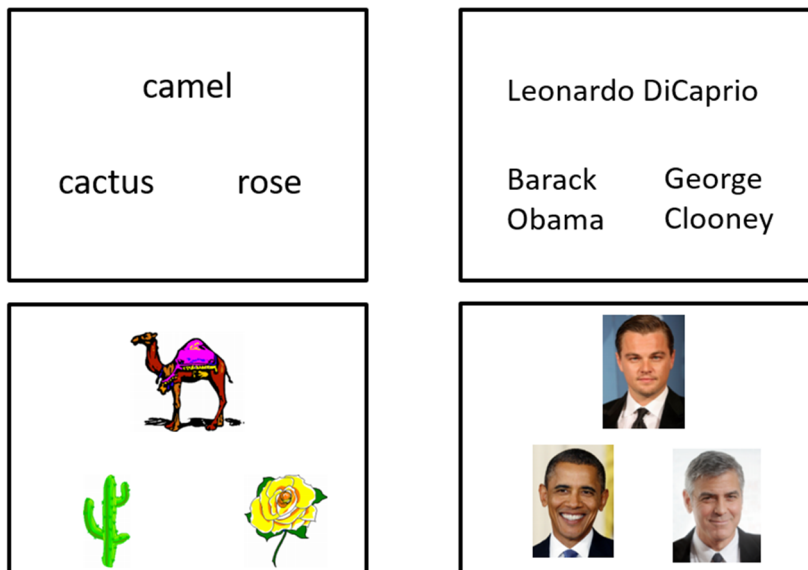 camel
cactus rose
Leonardo DiCaprio
Barack George
Obama Clooney